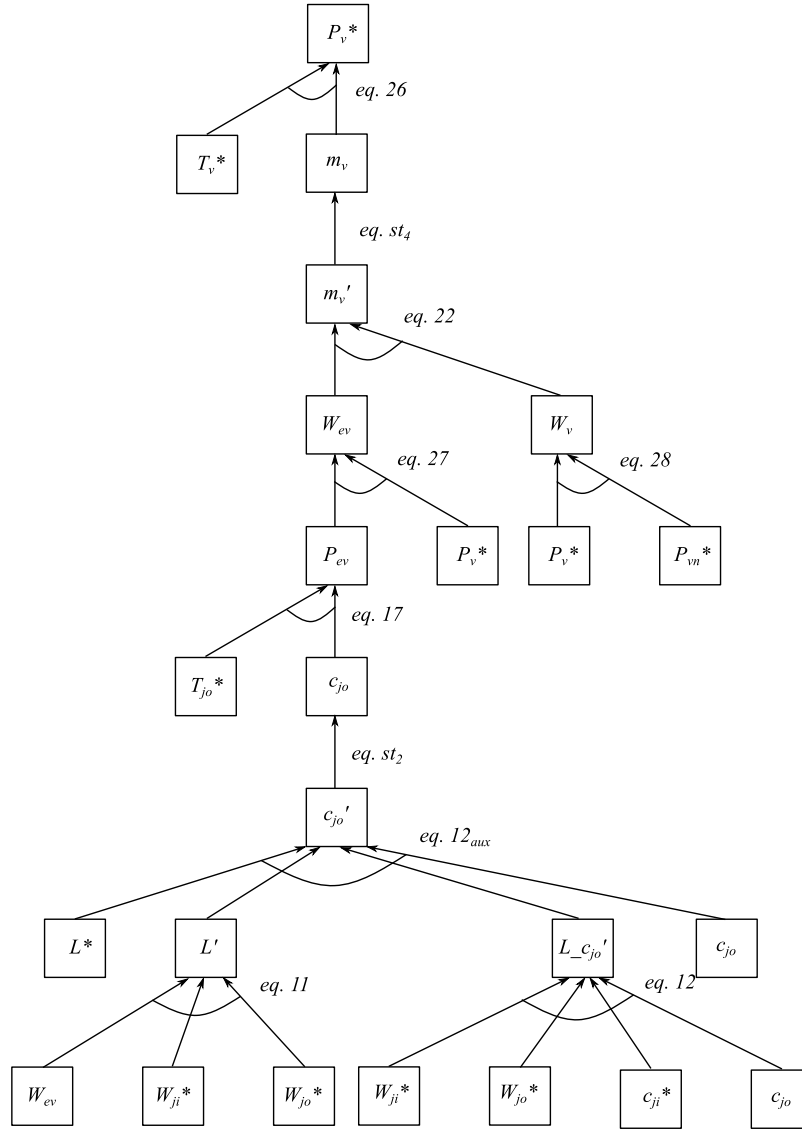 P_v*
eq. 26
T_v* m_v
eq. st_4
m_v'
eq. 22
W_ev W_v
eq. 27 eq. 28
P_ev P_v* P_v* P_vn*
eq. 17
T_jo* c_jo
eq. st_2
c_jo'
eq. 12_aux
L* L' L_c_jo' c_jo
eq. 11 eq. 12
W_ev W_ji* W_jo* W_ji* W_jo* c_ji* c_jo